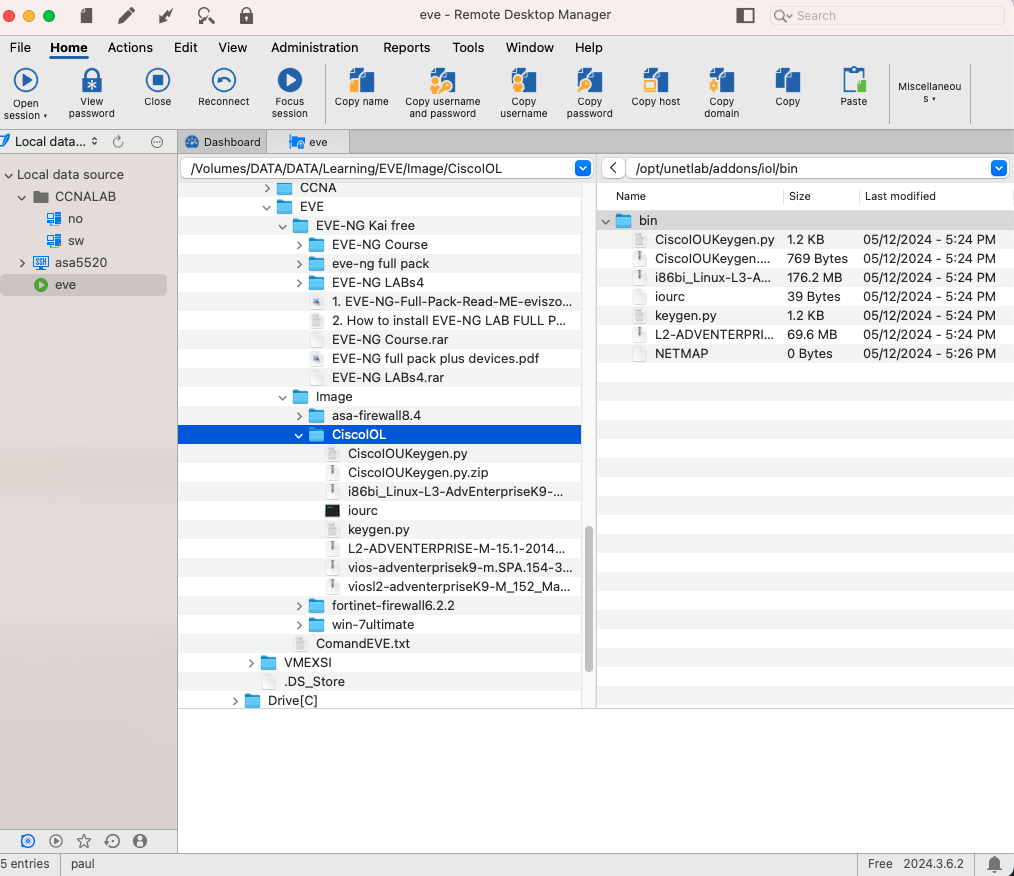 eve - Remote Desktop Manager
Search
File Home Actions Edit View Administration Reports Tools Window Help
Open session
View password
Close
Reconnect
Focus session
Copy name
Copy username and password
Copy username
Copy password
Copy host
Copy domain
Copy
Paste
Miscellaneou
s
Local data...
Dashboard
eve
Local data source
CCNALAB
no
sw
asa5520
eve
/Volumes/DATA/DATA/Learning/EVE/Image/CiscoIOL
CCNA
EVE
EVE-NG Kai free
EVE-NG Course
eve-ng full pack
EVE-NG LABs4
1. EVE-NG-Full-Pack-Read-ME-eviszo...
2. How to install EVE-NG LAB FULL P...
EVE-NG Course.rar
EVE-NG full pack plus devices.pdf
EVE-NG LABs4.rar
Image
asa-firewall8.4
CiscoIOL
CiscoIOUKeygen.py
CiscoIOUKeygen.py.zip
i86bi_Linux-L3-AdvEnterpriseK9-...
iourc
keygen.py
L2-ADVENTERPRISE-M-15.1-2014...
vios-adventerprisek9-m.SPA.154-3...
viosl2-adventerpriseK9-M_152_Ma...
fortinet-firewall6.2.2
win-7ultimate
ComandEVE.txt
VMEXSI
.DS_Store
Drive[C]
/opt/unetlab/addons/iol/bin
Name Size Last modified
bin
CiscoIOUKeygen.py 1.2 KB 05/12/2024 - 5:24 PM
CiscoIOUKeygen.... 769 Bytes 05/12/2024 - 5:24 PM
i86bi_Linux-L3-A... 176.2 MB 05/12/2024 - 5:24 PM
iourc 39 Bytes 05/12/2024 - 5:24 PM
keygen.py 1.2 KB 05/12/2024 - 5:24 PM
L2-ADVENTERPRI... 69.6 MB 05/12/2024 - 5:24 PM
NETMAP 0 Bytes 05/12/2024 - 5:26 PM
5 entries
paul
Free 2024.3.6.2